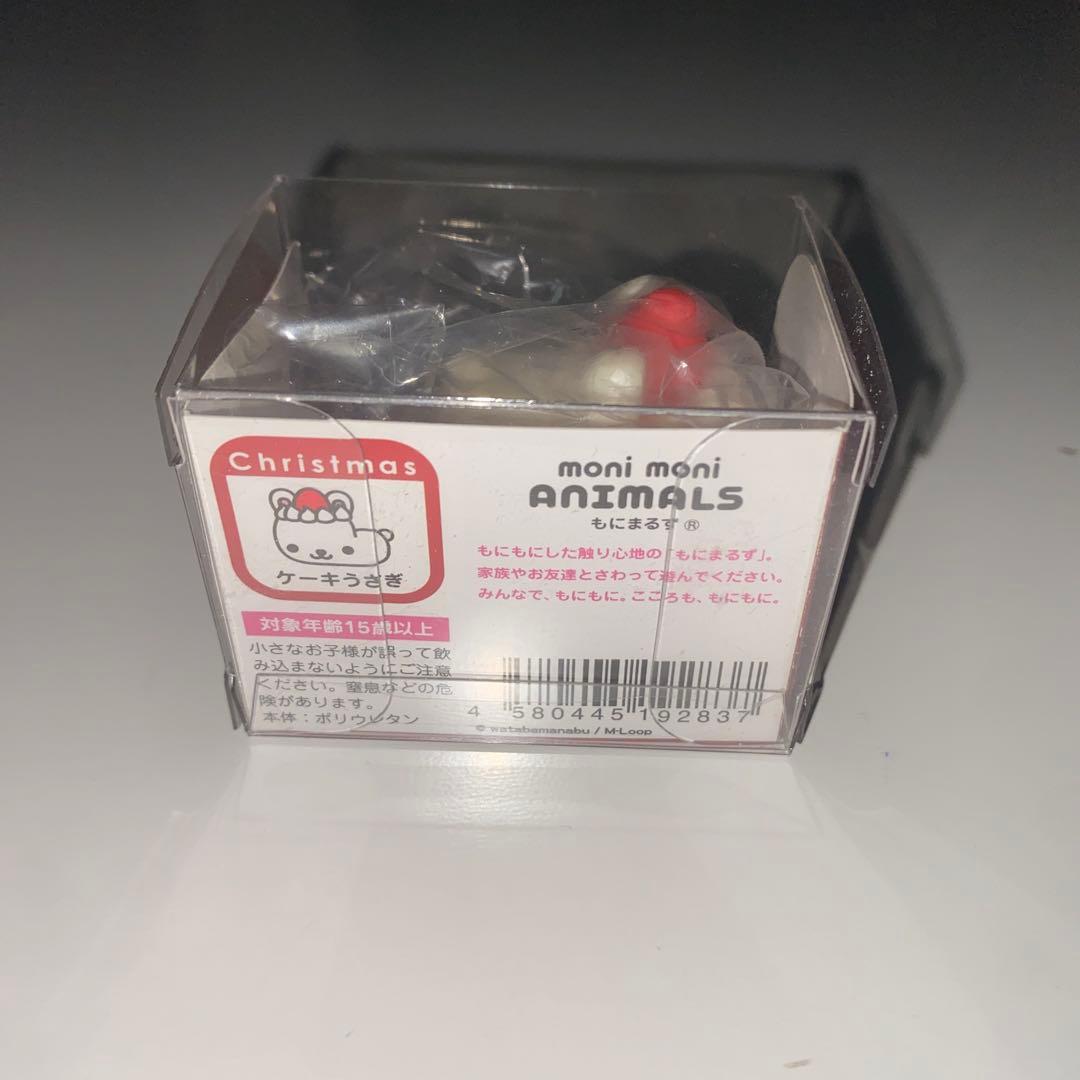 Christmas
ケーキうさぎ
対象年齢15歳以上
小さなお子様が誤って飲
み込まないようにご注意
ください。窒息などの危
険があります。
本体：ポリウレタン
moni moni
ANIMALS
もにまるず®
もにもにした触り心地の「もにまるず」。
家族やお友達とさわって遊んでください。
みんなで、もにもに。こころも、もにもに。
4 580445 192837
© watabamanabu / M-Loop